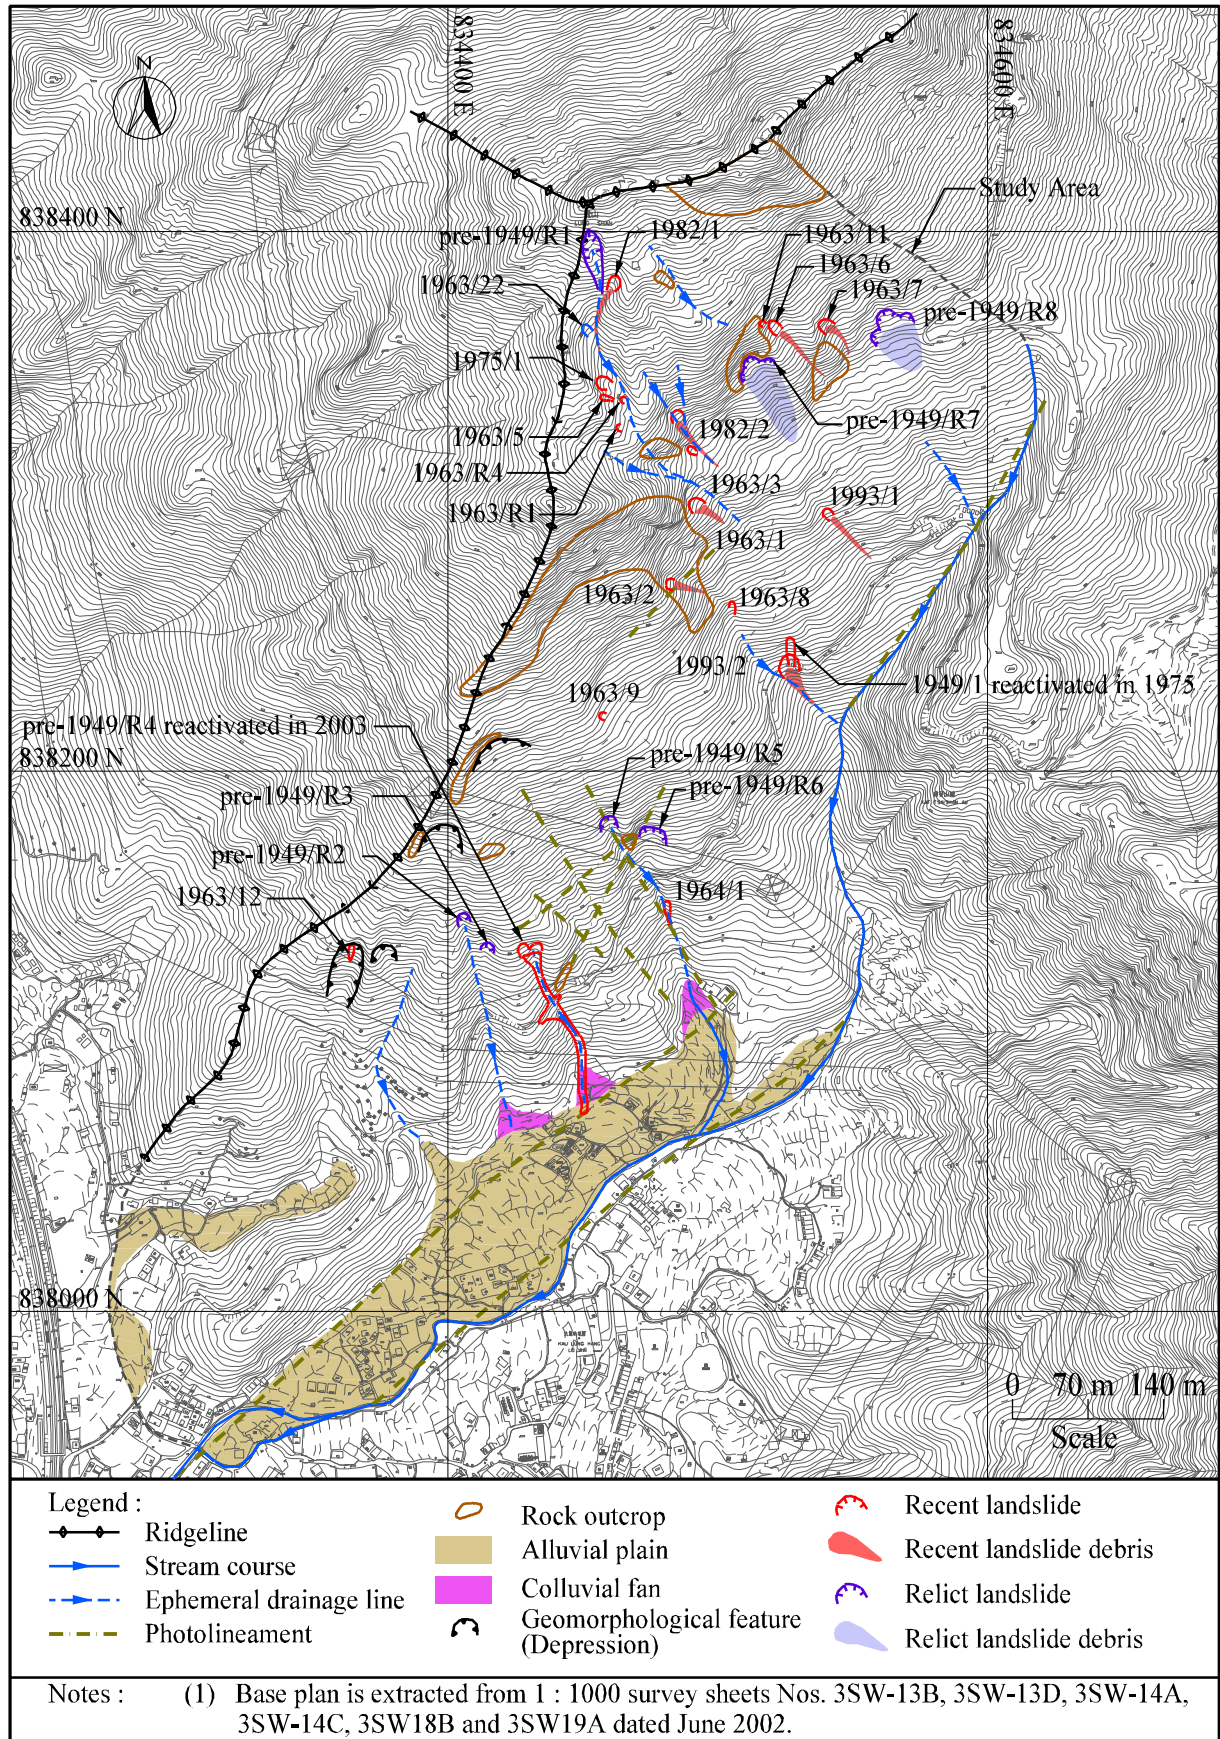 N
834400 E
834600 E
Study Area
838400 N
pre-1949/R1
1982/1
1963/11
1963/6
1963/22
1963/7
pre-1949/R8
1975/1
1963/5
1982/2
pre-1949/R7
1963/R4
1963/3
1993/1
1963/R1
1963/1
1963/2
1963/8
1993/2
1963 9
1949/1 reactivated in 1975
pre-1949/R4 reactivated in 2003
838200 N
pre-1949/R5
pre-1949/R3
pre-1949/R6
pre-1949/R2
1963/12
1964/1
838000 N
0 70 m 140 m
Scale
Legend :
Ridgeline
Stream course
Ephemeral drainage line
Photolineament
Rock outcrop
Alluvial plain
Colluvial fan
Geomorphological feature
(Depression)
Recent landslide
Recent landslide debris
Relict landslide
Relict landslide debris
Notes : (1) Base plan is extracted from 1 : 1000 survey sheets Nos. 3SW-13B, 3SW-13D, 3SW-14A,
3SW-14C, 3SW18B and 3SW19A dated June 2002.